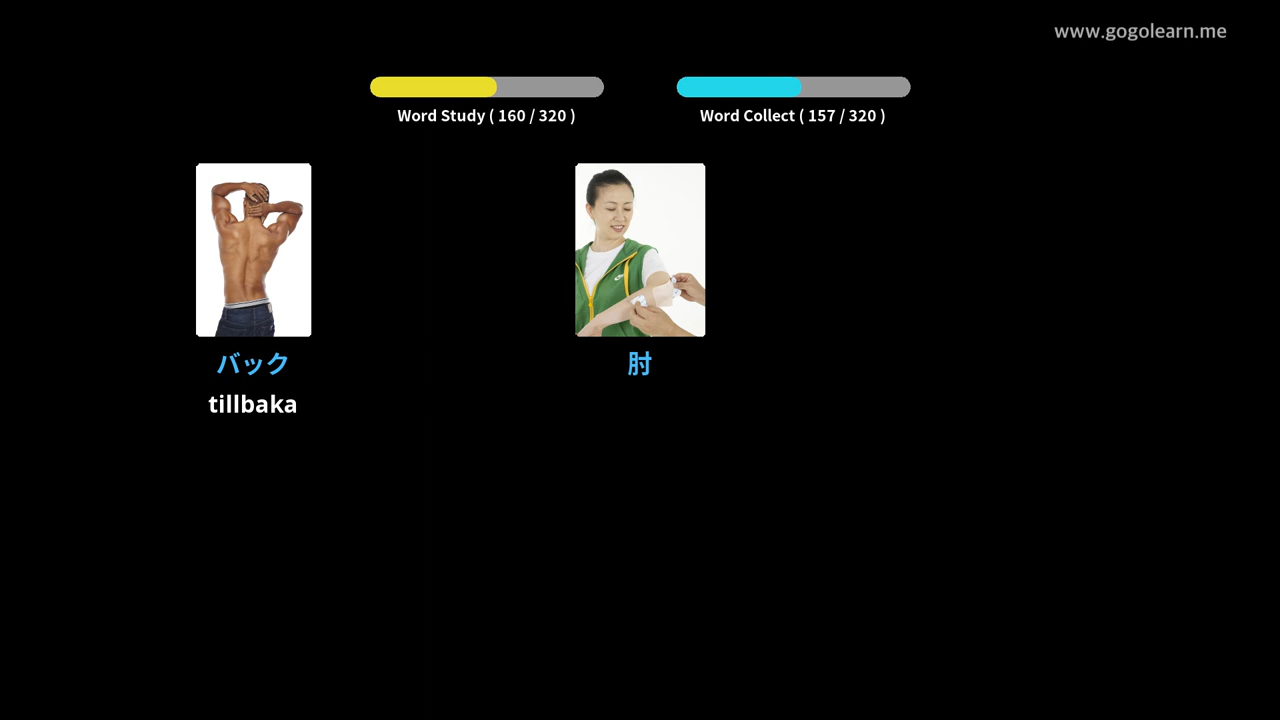 www.gogolearn.me
Word Study ( 160 / 320 )
Word Collect ( 157 / 320 )
バック
肘
tillbaka